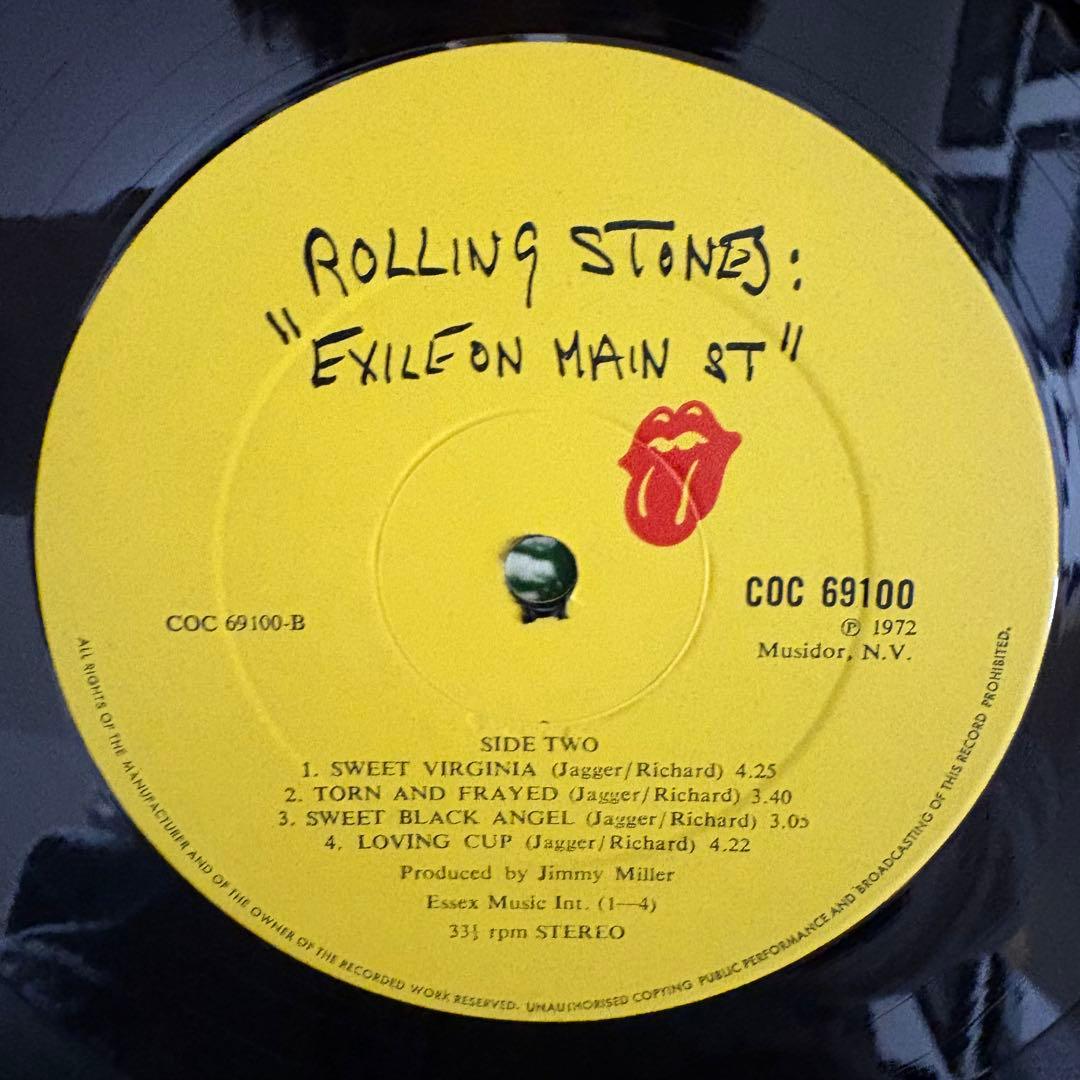 ROLLING STONES:
"EXILE ON MAIN ST"
COC 69100
COC 69100-B
Ⓟ 1972
Musidor, N.V.
SIDE TWO
1. SWEET VIRGINIA (Jagger/Richard) 4.25
2. TORN AND FRAYED (Jagger/Richard) 3.40
3. SWEET BLACK ANGEL (Jagger/Richard) 3.05
4. LOVING CUP (Jagger/Richard) 4.22
Produced by Jimmy Miller
Essex Music Int. (1—4)
33⅓ rpm STEREO
ALL RIGHTS OF THE MANUFACTURER AND OF THE OWNER OF THE RECORDED WORK RESERVED. UNAUTHORISED COPYING PUBLIC PERFORMANCE AND BROADCASTING OF THIS RECORD PROHIBITED.